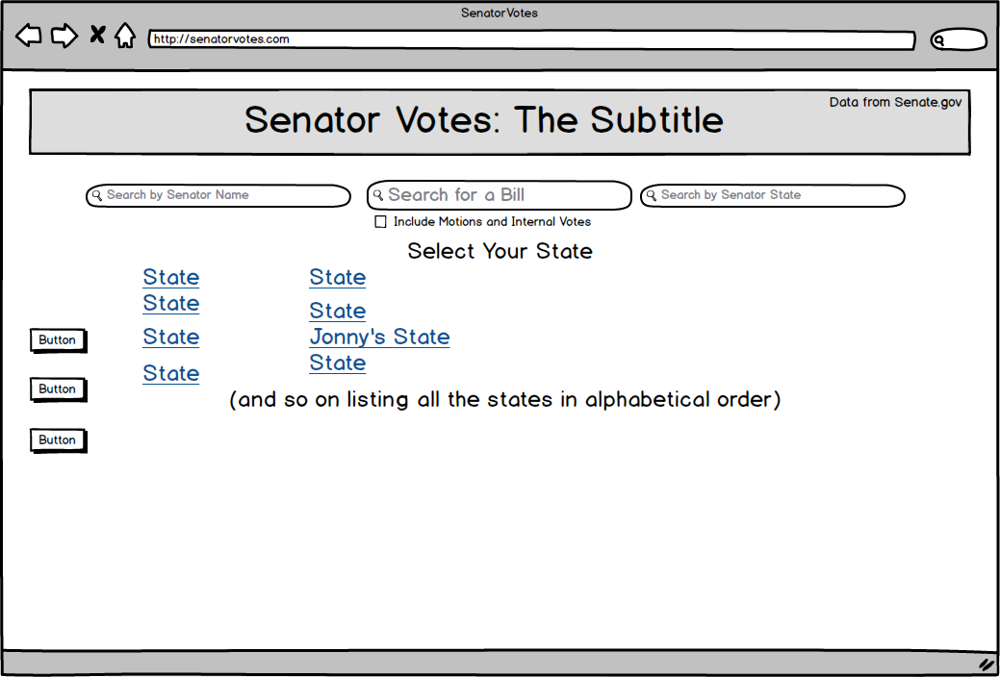 SenatorVotes
http://senatorvotes.com
Data from Senate.gov
Senator Votes: The Subtitle
Search by Senator Name
Search for a Bill
Search by Senator State
Include Motions and Internal Votes
Select Your State
State
State
State
State
State
State
Jonny's State
State
(and so on listing all the states in alphabetical order)
Button
Button
Button